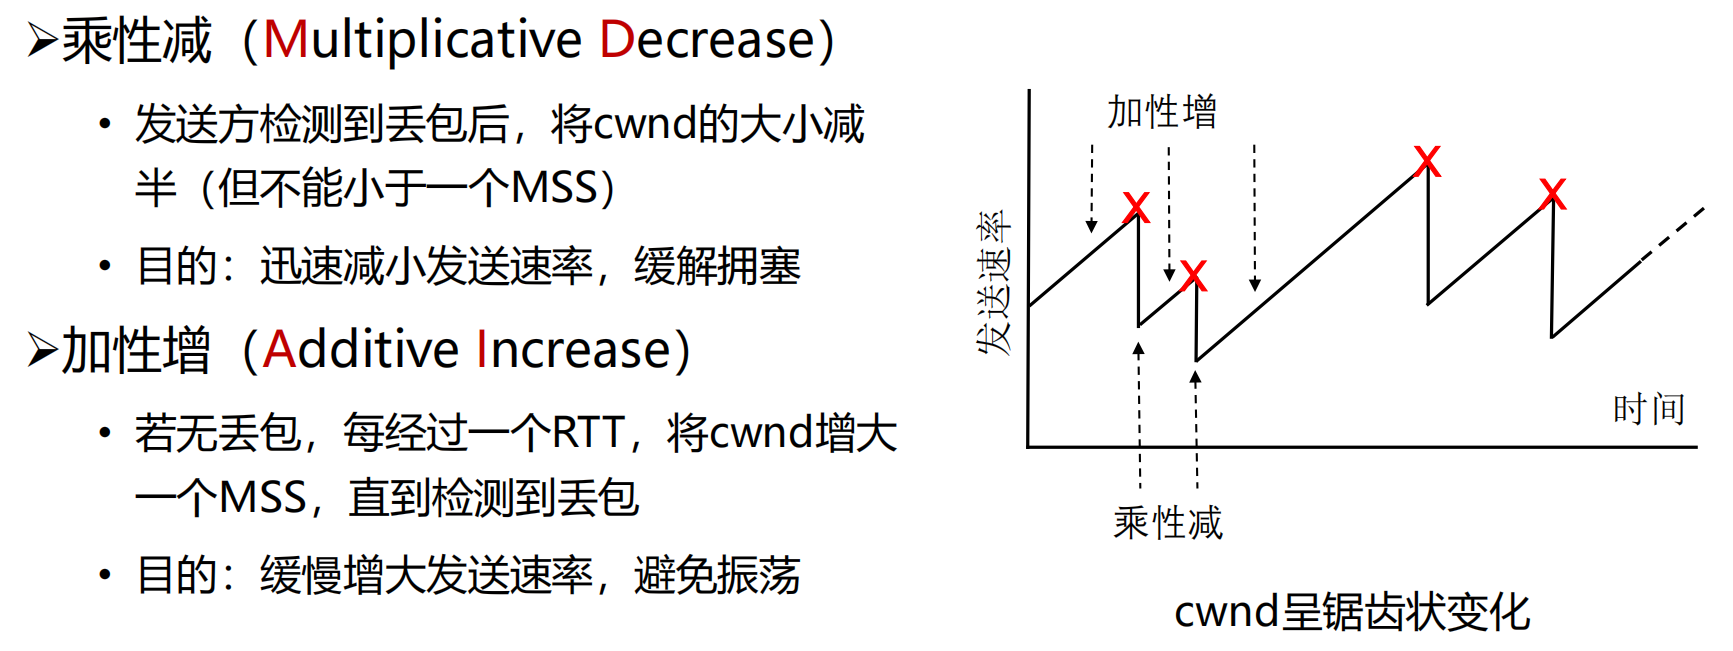 ➢乘性减（Multiplicative Decrease）
• 发送方检测到丢包后，将cwnd的大小减
半（但不能小于一个MSS）
• 目的：迅速减小发送速率，缓解拥塞
➢加性增（Additive Increase）
• 若无丢包，每经过一个RTT，将cwnd增大
一个MSS，直到检测到丢包
• 目的：缓慢增大发送速率，避免振荡
加性增
X
X
X
X
发送速率
时间
乘性减
cwnd呈锯齿状变化